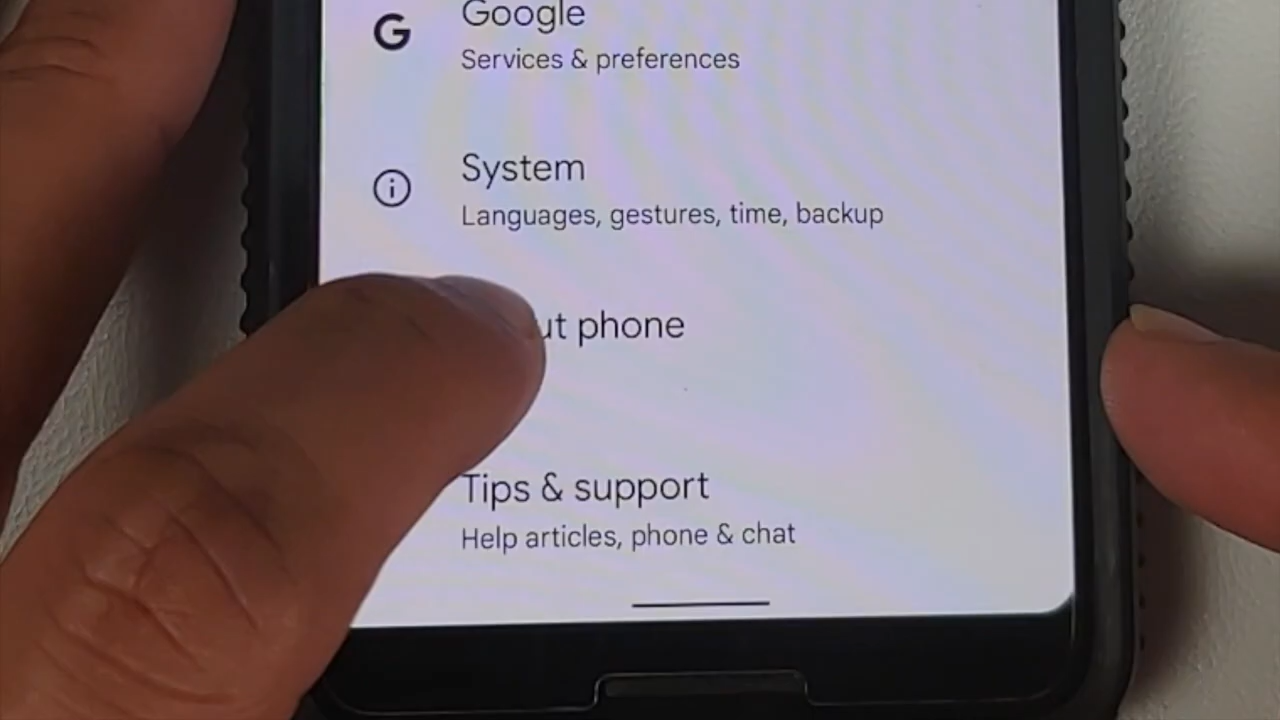 Google
Services & preferences
System
Languages, gestures, time, backup
ut phone
Tips & support
Help articles, phone & chat